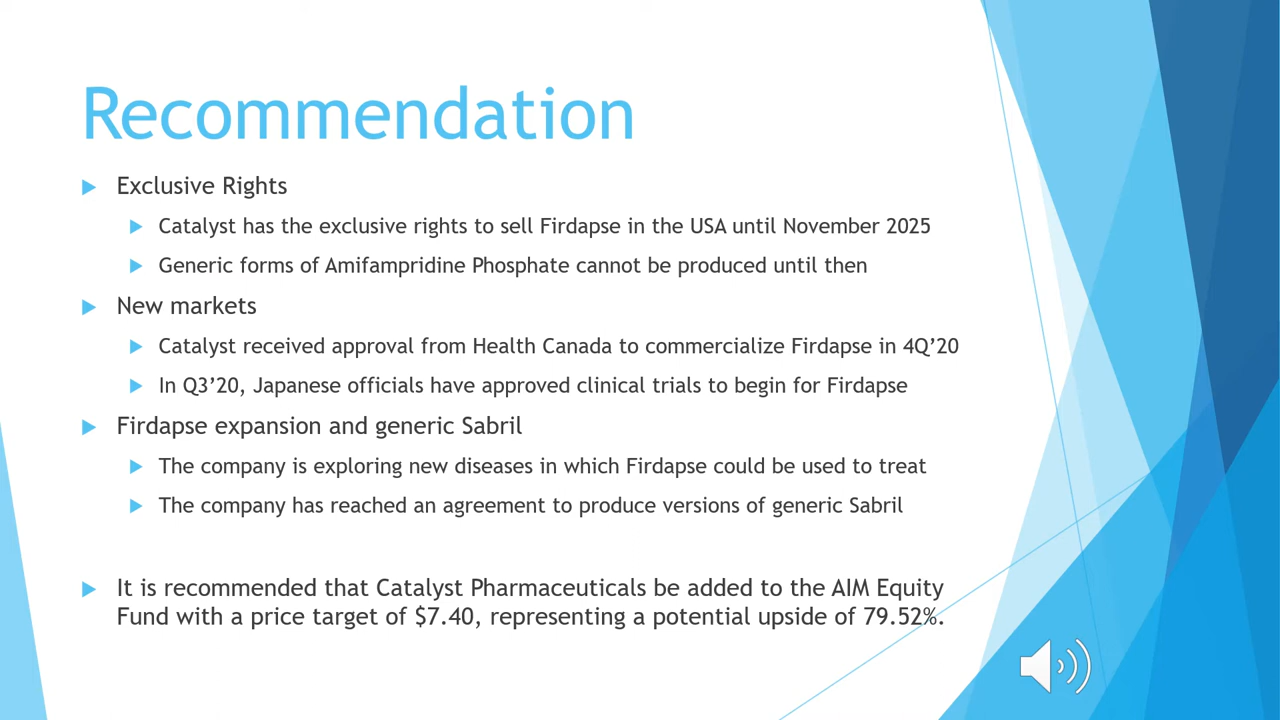 Recommendation
Exclusive Rights
Catalyst has the exclusive rights to sell Firdapse in the USA until November 2025
Generic forms of Amifampridine Phosphate cannot be produced until then
New markets
Catalyst received approval from Health Canada to commercialize Firdapse in 4Q’20
In Q3’20, Japanese officials have approved clinical trials to begin for Firdapse
Firdapse expansion and generic Sabril
The company is exploring new diseases in which Firdapse could be used to treat
The company has reached an agreement to produce versions of generic Sabril
It is recommended that Catalyst Pharmaceuticals be added to the AIM Equity
Fund with a price target of $7.40, representing a potential upside of 79.52%.